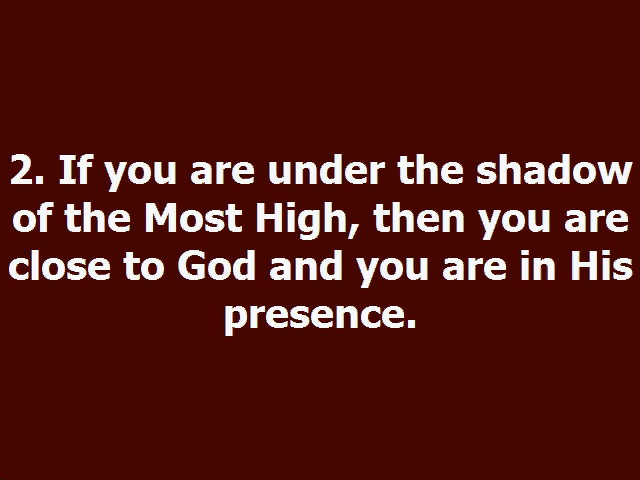 2. If you are under the shadow
of the Most High, then you are
close to God and you are in His
presence.